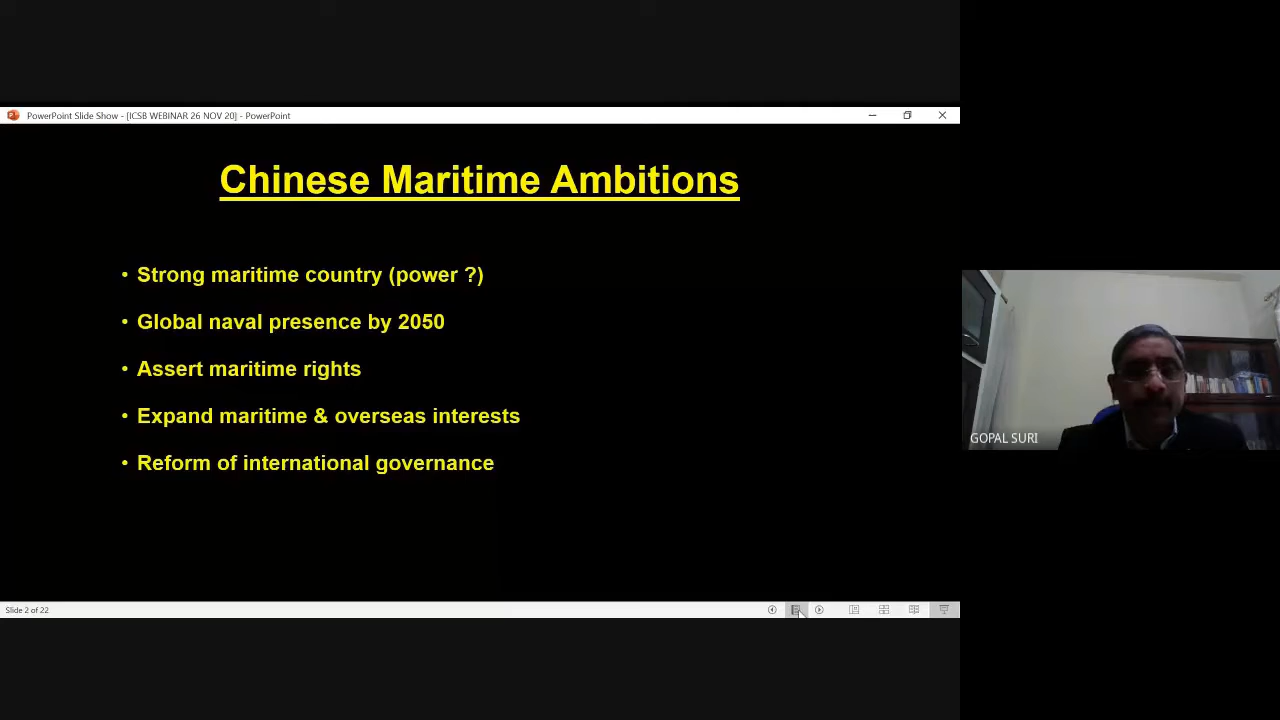 PowerPoint Slide Show - [ICSB WEBINAR 26 NOV 20] - PowerPoint
Chinese Maritime Ambitions
• Strong maritime country (power ?)
• Global naval presence by 2050
• Assert maritime rights
• Expand maritime & overseas interests
• Reform of international governance
GOPAL SURI
Slide 2 of 22